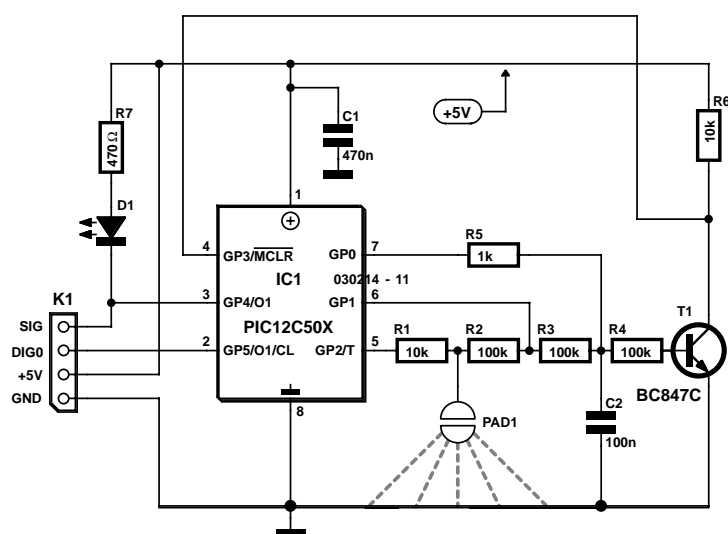 R7
470Ω
D1
C1
470n
+5V
R6
10k
1
4
GP3/MCLR
GP0
7
R5
1k
IC1
030214 - 11
3
GP4/O1
GP1
6
PIC12C50X
2
GP5/O1/CL
GP2/T
5
R1
10k
R2
100k
R3
100k
R4
100k
T1
BC847C
K1
SIG
DIG0
+5V
GND
8
PAD1
C2
100n